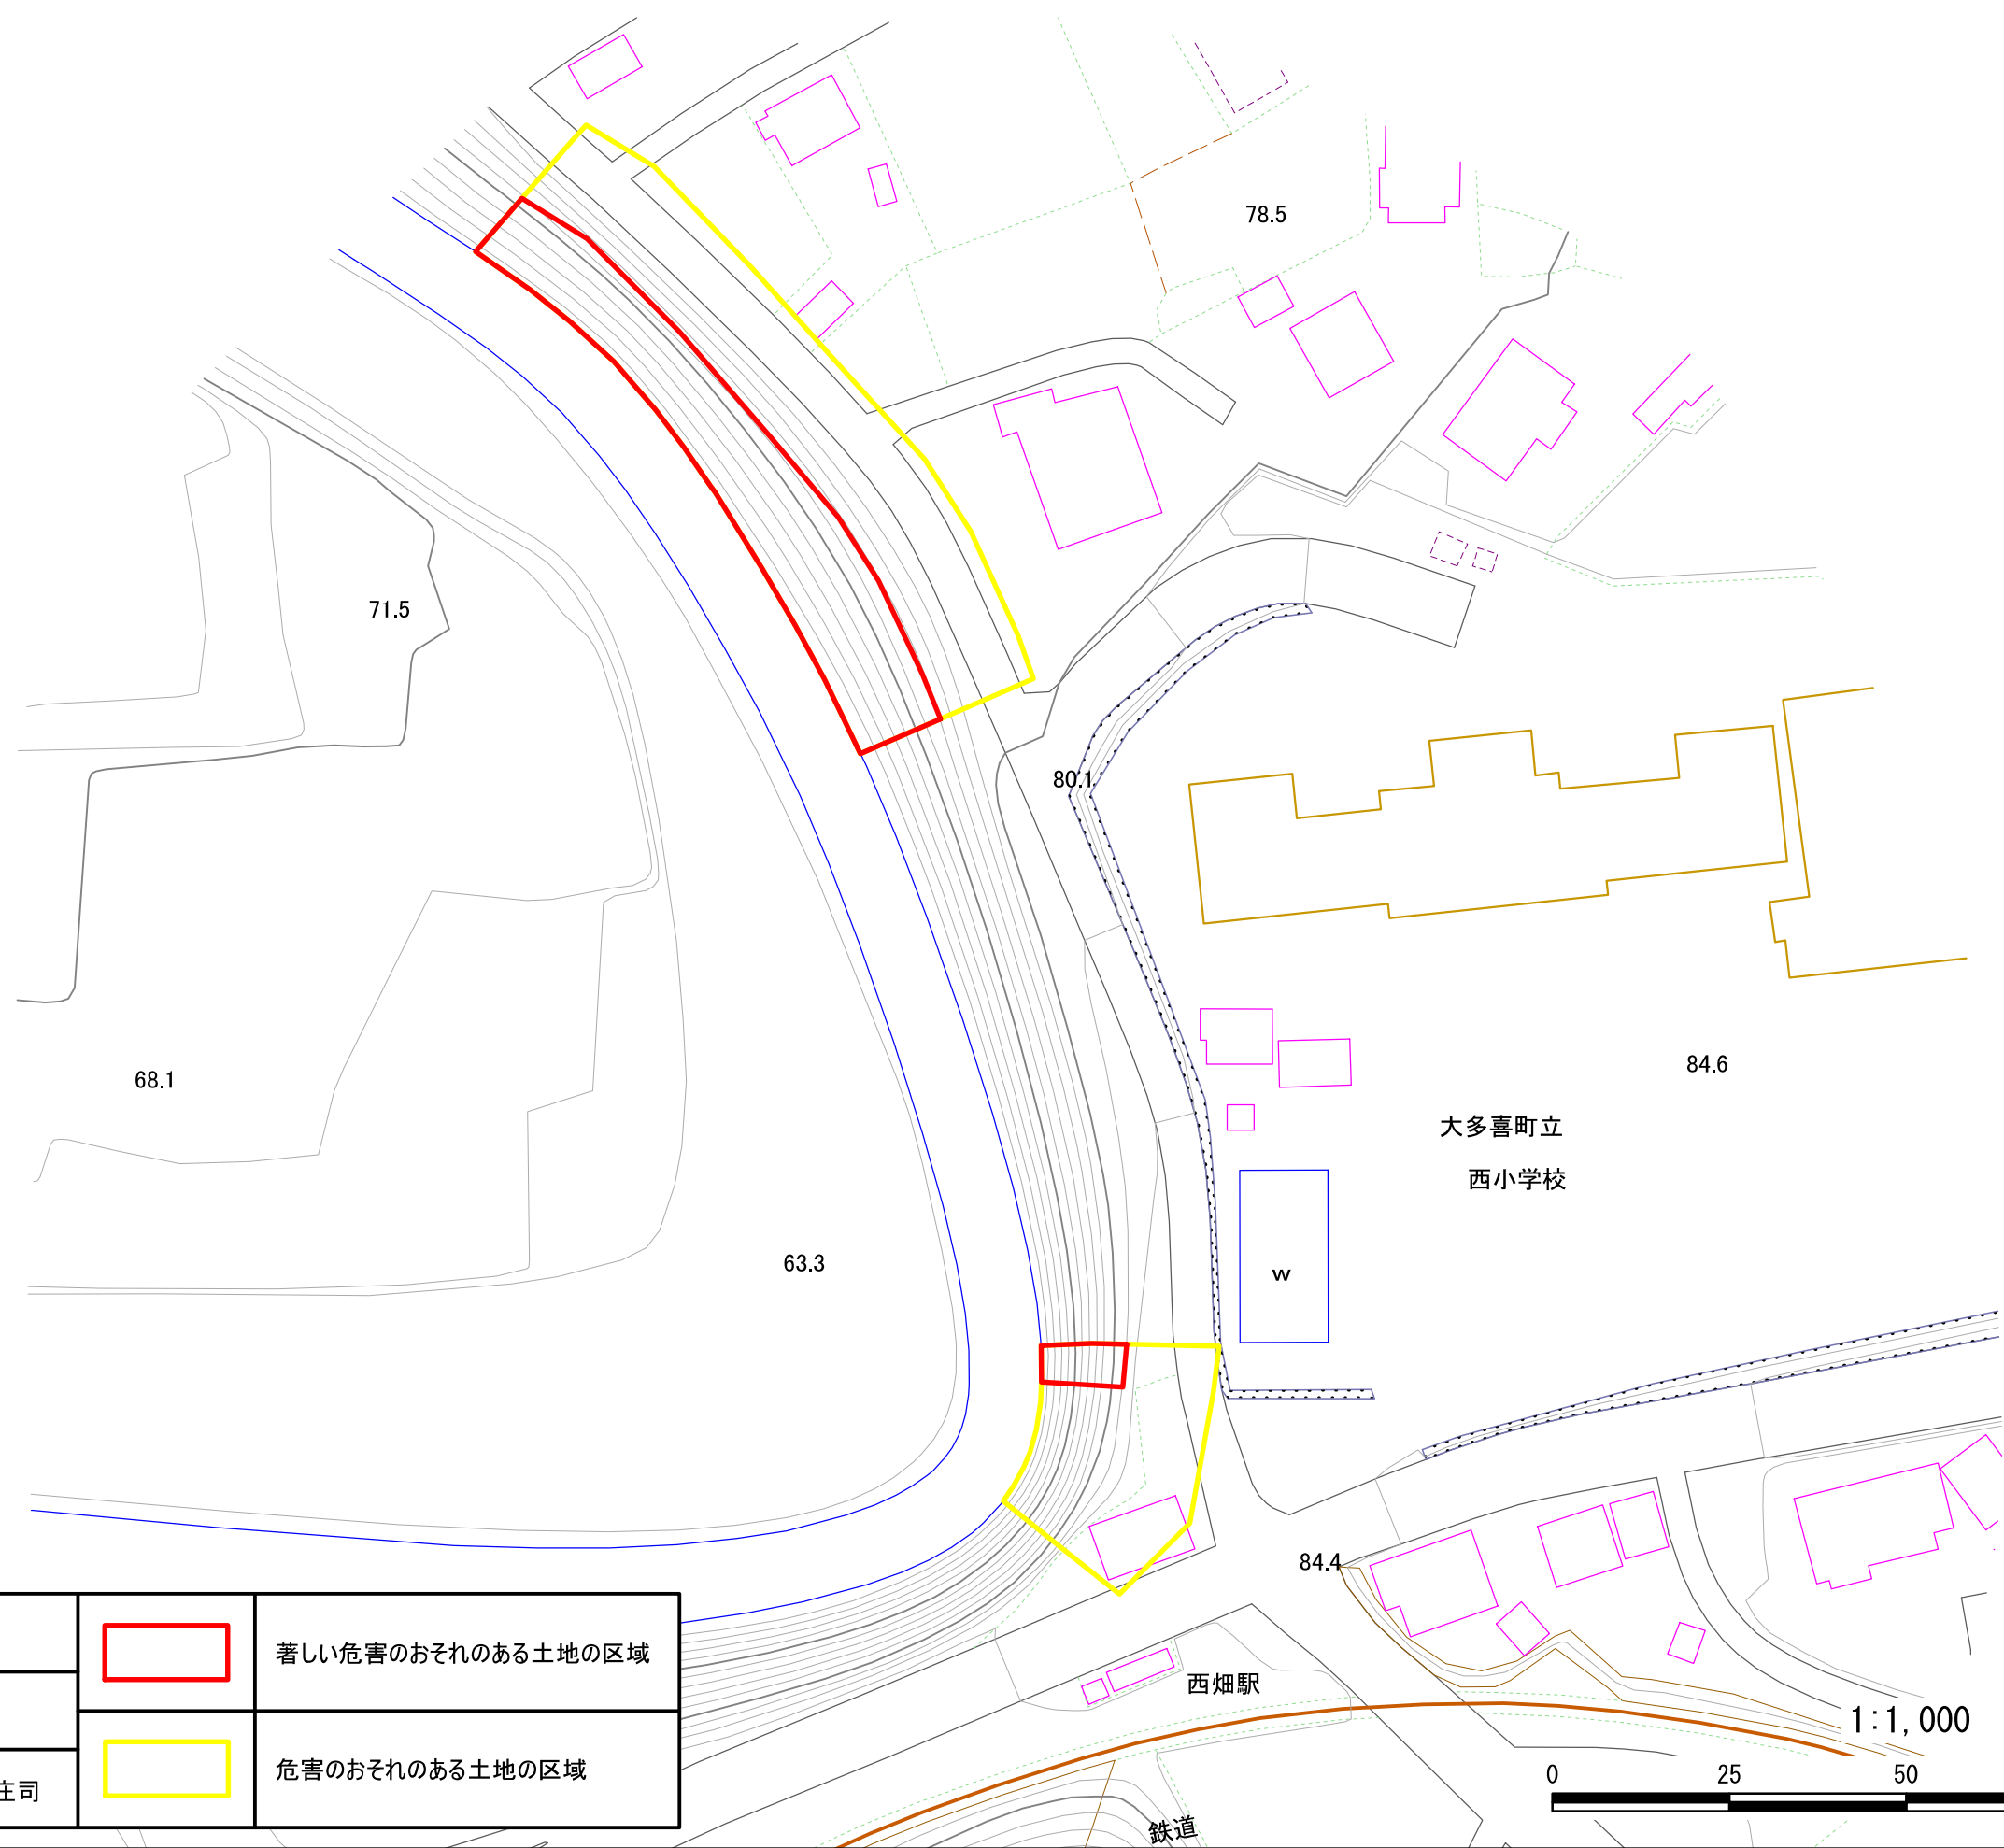 78.5
71.5
80.1
68.1
84.6
大多喜町立
西小学校
63.3
W
84.4
著しい危害のおそれのある土地の区域
西畑駅
1:1,000
危害のおそれのある土地の区域
0 25 50
庄司
鉄道